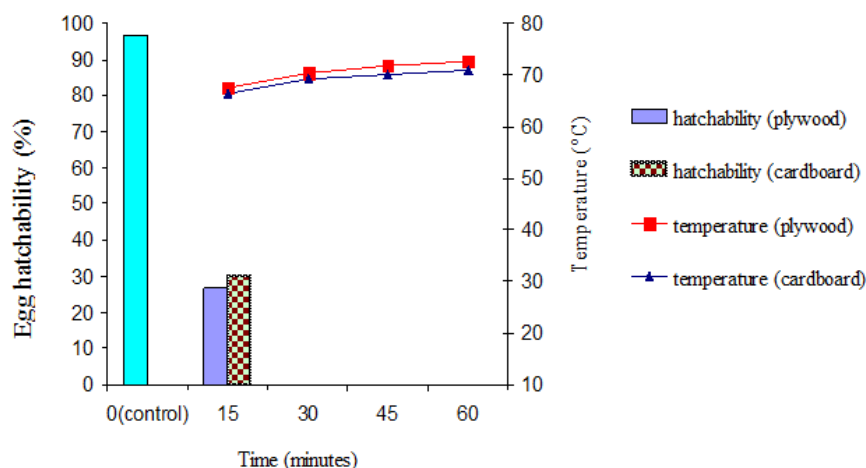 Egg hatchability (%)
100
90
80
70
60
50
40
30
20
10
0
0(control) 15 30 45 60
Time (minutes)
80
70
60
50
40
30
20
10
Temperature (°C)
hatchability (plywood)
hatchability (cardboard)
temperature (plywood)
temperature (cardboard)